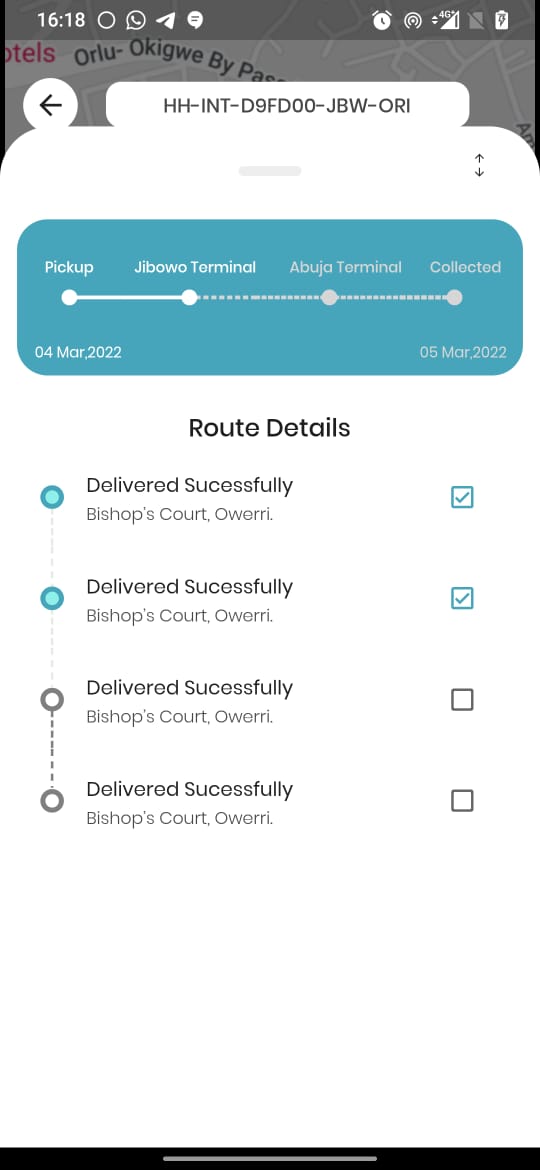 16:18
4G+
otels
Orlu- Okigwe By Pass
HH-INT-D9FD00-JBW-ORI
Pickup Jibowo Terminal Abuja Terminal Collected
04 Mar,2022 05 Mar,2022
Route Details
Delivered Sucessfully
Bishop's Court, Owerri.
Delivered Sucessfully
Bishop's Court, Owerri.
Delivered Sucessfully
Bishop's Court, Owerri.
Delivered Sucessfully
Bishop's Court, Owerri.